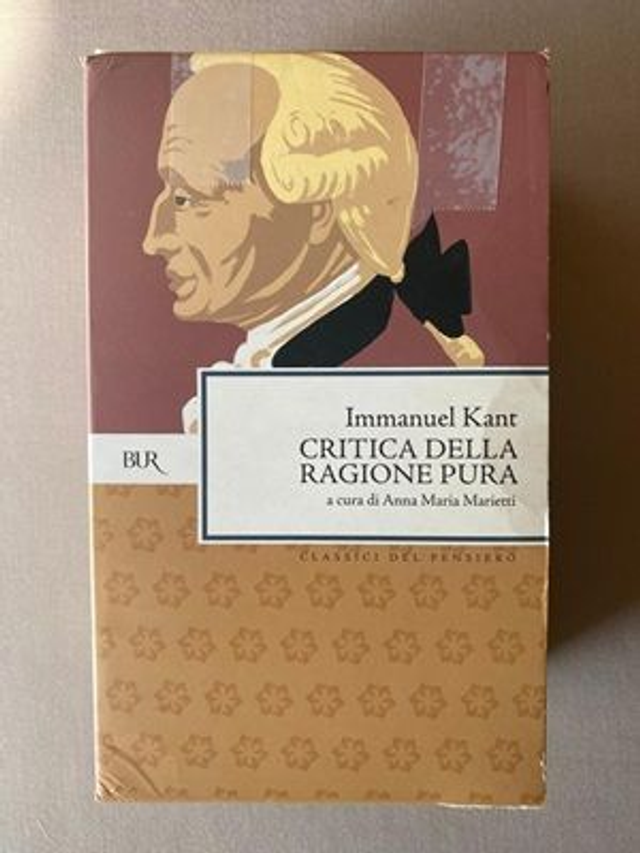 Immanuel Kant
CRITICA DELLA
RAGIONE PURA
a cura di Anna Maria Marietti
BUR
CLASSICI DEL PENSIERO